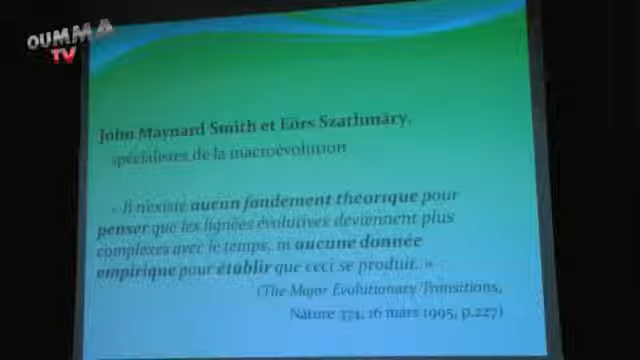 OUMMA
TV
John Maynard Smith et Eörs Szathmáry,
spécialistes de la macroévolution
« Il n'existe aucun fondement théorique pour
penser que les lignées évolutives deviennent plus
complexes avec le temps, ni aucune donnée
empirique pour établir que ceci se produit. »
(The Major Evolutionary Transitions,
Nature 374, 16 mars 1995, p.227)